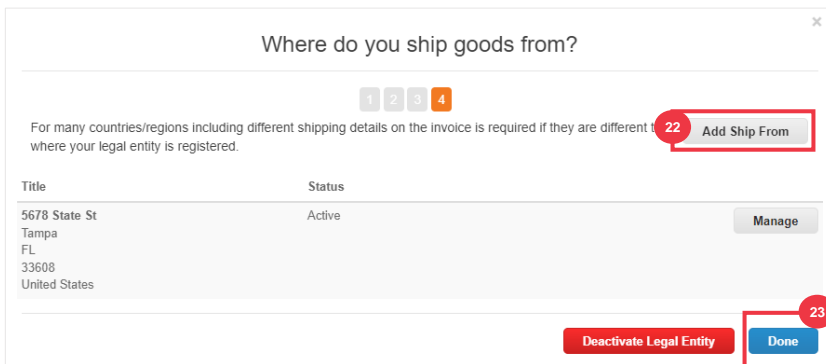 ×
Where do you ship goods from?
1 2 3 4
For many countries/regions including different shipping details on the invoice is required if they are different t 22 Add Ship From
where your legal entity is registered.
Title Status
5678 State St Active Manage
Tampa
FL
33608
United States
23
Deactivate Legal Entity Done